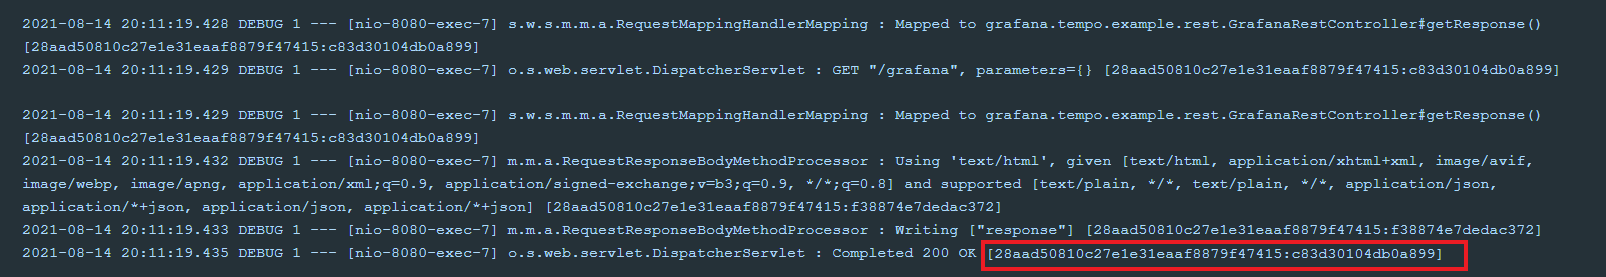 2021-08-14 20:11:19.428 DEBUG 1 --- [nio-8080-exec-7] s.w.s.m.m.a.RequestMappingHandlerMapping : Mapped to grafana.tempo.example.rest.GrafanaRestController#getResponse()
[28aad50810c27e1e31eaaf8879f47415:c83d30104db0a899]
2021-08-14 20:11:19.429 DEBUG 1 --- [nio-8080-exec-7] o.s.web.servlet.DispatcherServlet : GET "/grafana", parameters={} [28aad50810c27e1e31eaaf8879f47415:c83d30104db0a899]
2021-08-14 20:11:19.429 DEBUG 1 --- [nio-8080-exec-7] s.w.s.m.m.a.RequestMappingHandlerMapping : Mapped to grafana.tempo.example.rest.GrafanaRestController#getResponse()
[28aad50810c27e1e31eaaf8879f47415:c83d30104db0a899]
2021-08-14 20:11:19.432 DEBUG 1 --- [nio-8080-exec-7] m.m.a.RequestResponseBodyMethodProcessor : Using 'text/html', given [text/html, application/xhtml+xml, image/avif,
image/webp, image/apng, application/xml;q=0.9, application/signed-exchange;v=b3;q=0.9, */*;q=0.8] and supported [text/plain, */*, text/plain, */*, application/json,
application/*+json, application/json, application/*+json] [28aad50810c27e1e31eaaf8879f47415:f38874e7dedac372]
2021-08-14 20:11:19.433 DEBUG 1 --- [nio-8080-exec-7] m.m.a.RequestResponseBodyMethodProcessor : Writing ["response"] [28aad50810c27e1e31eaaf8879f47415:f38874e7dedac372]
2021-08-14 20:11:19.435 DEBUG 1 --- [nio-8080-exec-7] o.s.web.servlet.DispatcherServlet : Completed 200 OK [28aad50810c27e1e31eaaf8879f47415:c83d30104db0a899]